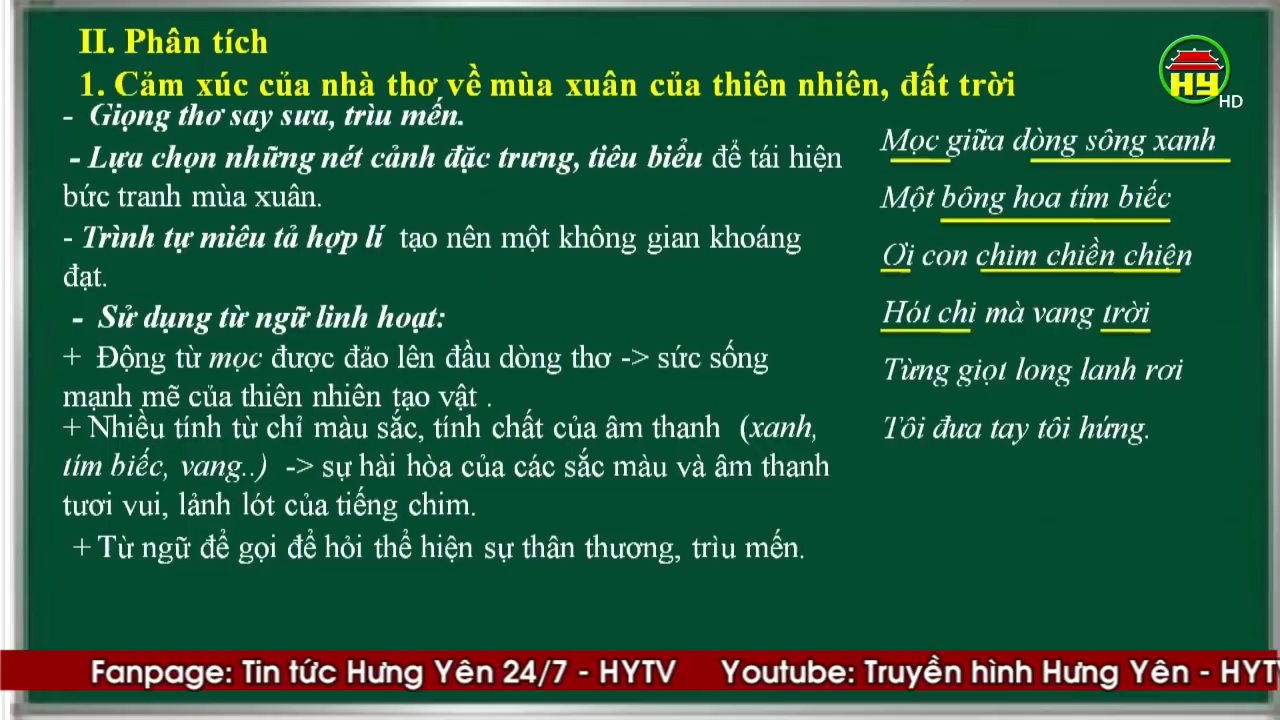 II. Phân tích
1. Cảm xúc của nhà thơ về mùa xuân của thiên nhiên, đất trời
- Giọng thơ say sưa, trìu mến.
- Lựa chọn những nét cảnh đặc trưng, tiêu biểu để tái hiện
bức tranh mùa xuân.
- Trình tự miêu tả hợp lí tạo nên một không gian khoáng
đạt.
- Sử dụng từ ngữ linh hoạt:
+ Động từ mọc được đảo lên đầu dòng thơ -> sức sống
mạnh mẽ của thiên nhiên tạo vật .
+ Nhiều tính từ chỉ màu sắc, tính chất của âm thanh (xanh,
tím biếc, vang..) -> sự hài hòa của các sắc màu và âm thanh
tươi vui, lảnh lót của tiếng chim.
+ Từ ngữ để gọi để hỏi thể hiện sự thân thương, trìu mến.
Mọc giữa dòng sông xanh
Một bông hoa tím biếc
Ơi con chim chiền chiện
Hót chi mà vang trời
Từng giọt long lanh rơi
Tôi đưa tay tôi hứng.
HY
HD
Fanpage: Tin tức Hưng Yên 24/7 - HYTV Youtube: Truyền hình Hưng Yên - HYT